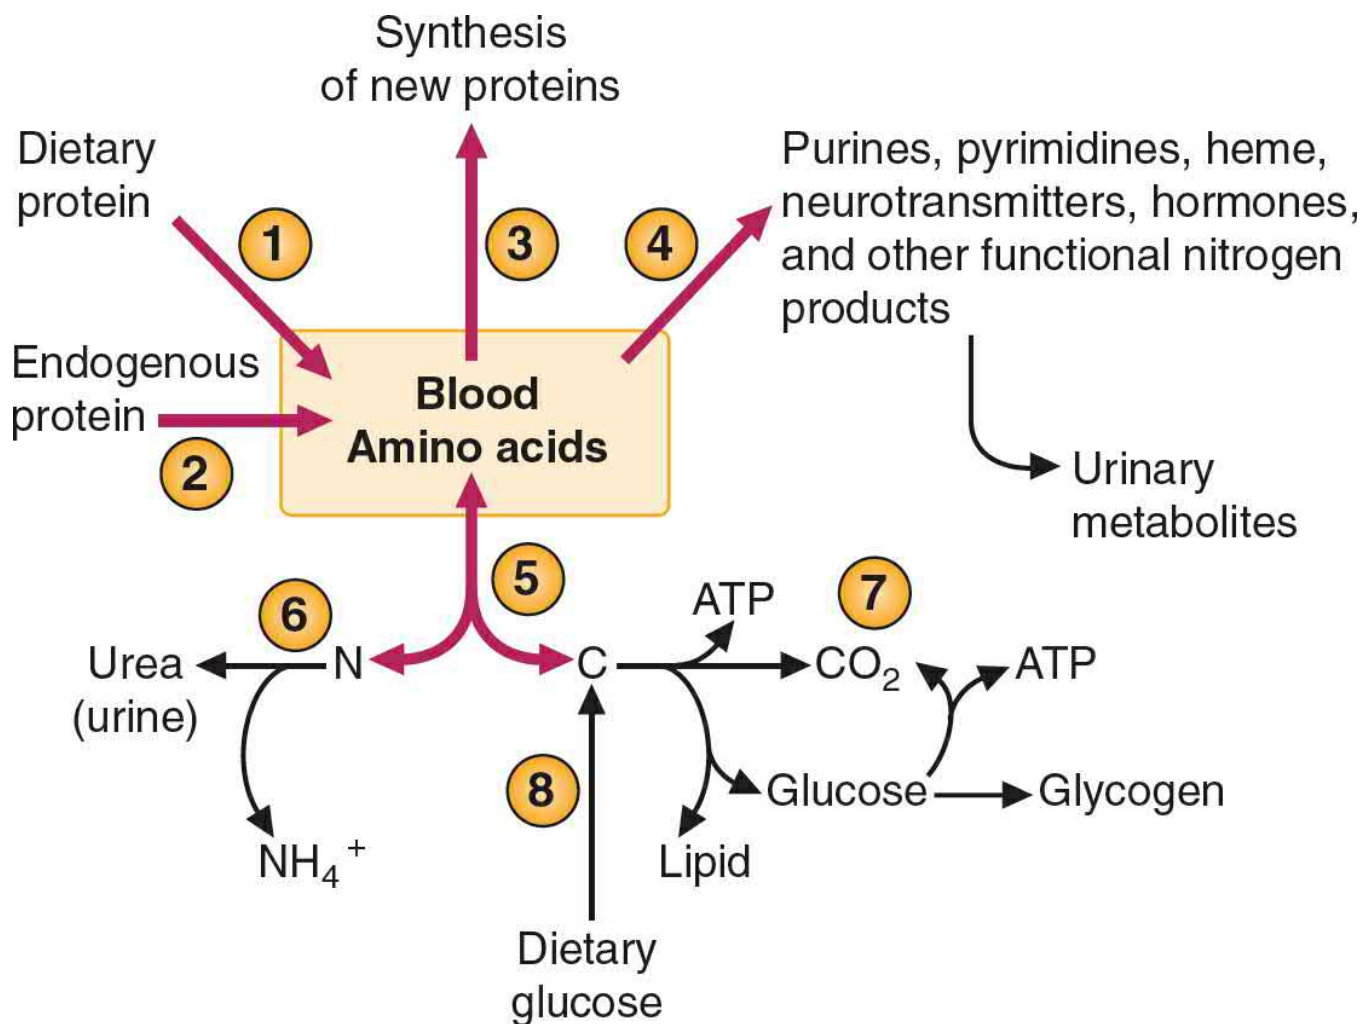 Synthesis
of new proteins
Dietary
protein
Purines, pyrimidines, heme,
neurotransmitters, hormones,
and other functional nitrogen
products
1
3
4
Endogenous
protein
2
Blood
Amino acids
Urinary
metabolites
5
6
7
ATP
Urea
(urine)
N
C
CO₂
ATP
8
Glucose
Glycogen
NH₄⁺
Lipid
Dietary
glucose